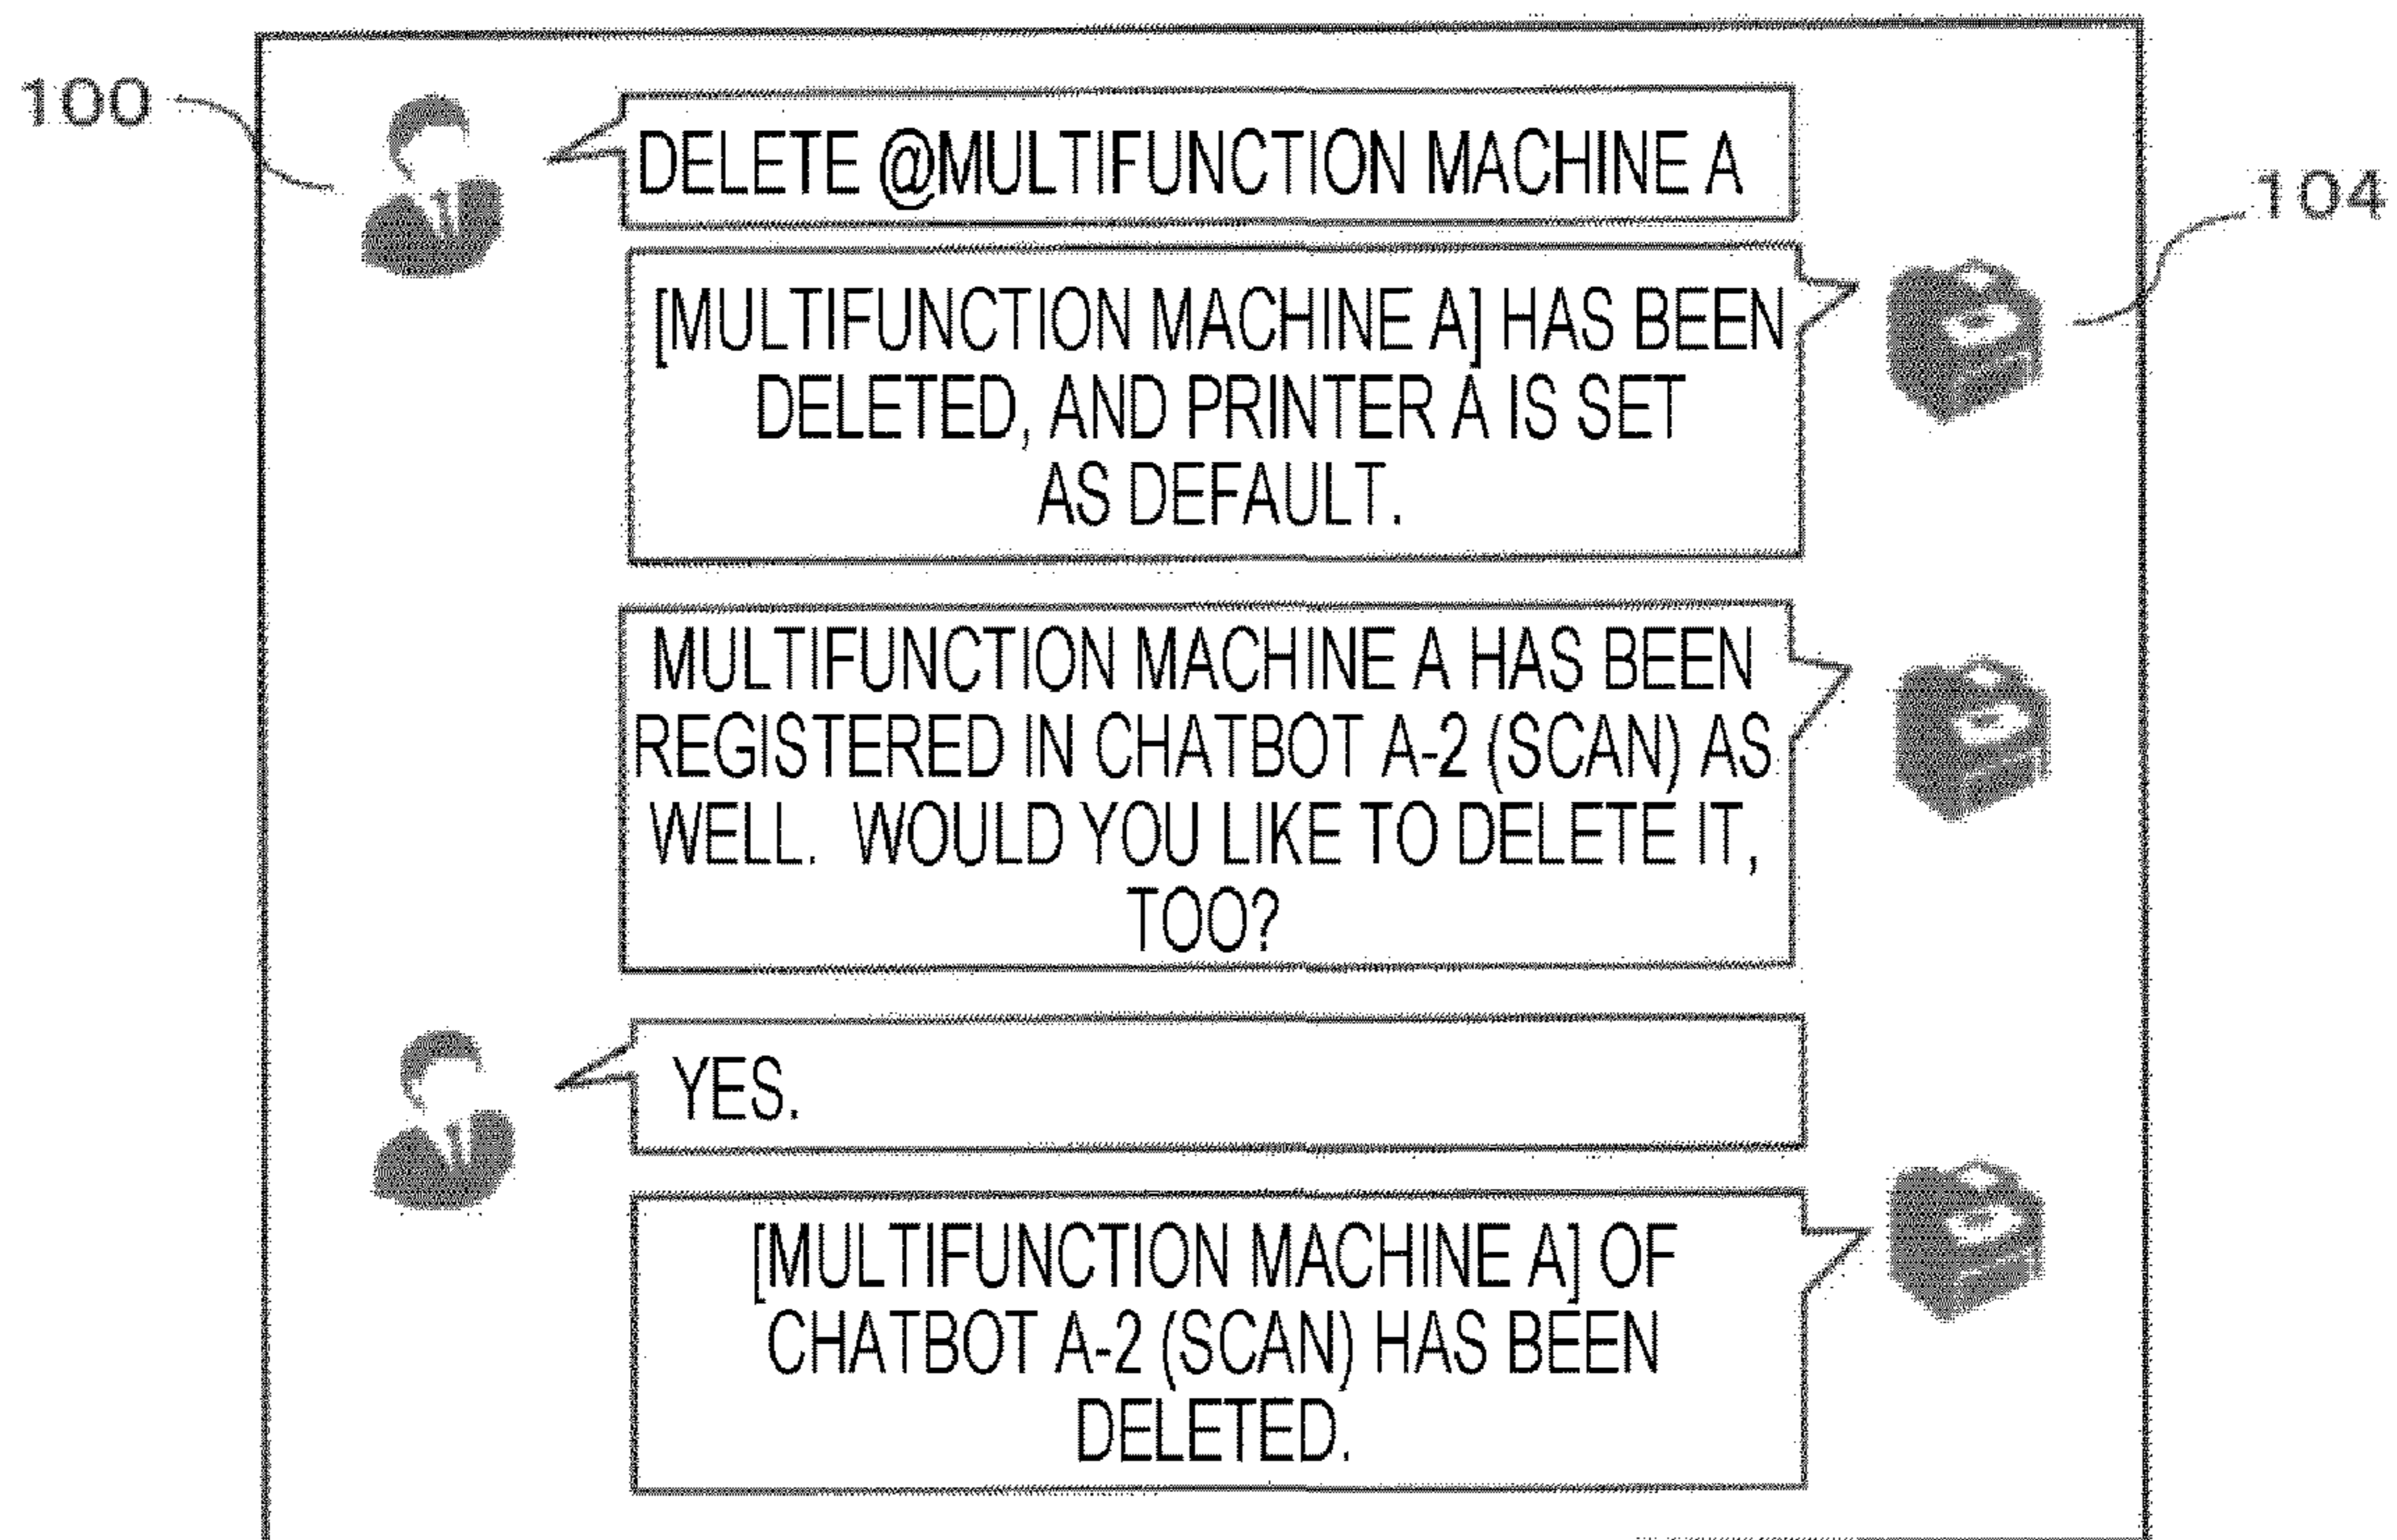 100
DELETE @MULTIFUNCTION MACHINE A
104
[MULTIFUNCTION MACHINE A] HAS BEEN
DELETED, AND PRINTER A IS SET
AS DEFAULT.
MULTIFUNCTION MACHINE A HAS BEEN
REGISTERED IN CHATBOT A-2 (SCAN) AS
WELL. WOULD YOU LIKE TO DELETE IT,
TOO?
YES.
[MULTIFUNCTION MACHINE A] OF
CHATBOT A-2 (SCAN) HAS BEEN
DELETED.